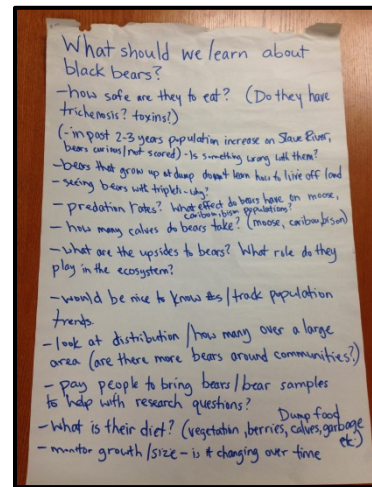 What should we learn about
black bears?
- how safe are they to eat? (Do they have
trichenosis? toxins?)
(- in past 2-3 years population increase on Slave River,
bears curious/not scared) - Is something wrong with them?
- bears that grow up at dump doesn't learn how to live off land
- seeing bears with triplets - why?
- predation rates? What effect do bears have on moose,
caribou, bison populations?
- how many calves do bears take? (moose, caribou, bison)
- what are the upsides to bears? What role do they
play in the ecosystem?
- would be nice to know #s / track population
trends.
- look at distribution / how many over a large
area (are there more bears around communities?)
- pay people to bring bears / bear samples
to help with research questions?
Dump food
- What is their diet? (vegetation, berries, calves, garbage
etc.)
- monitor growth/size - is it changing over time